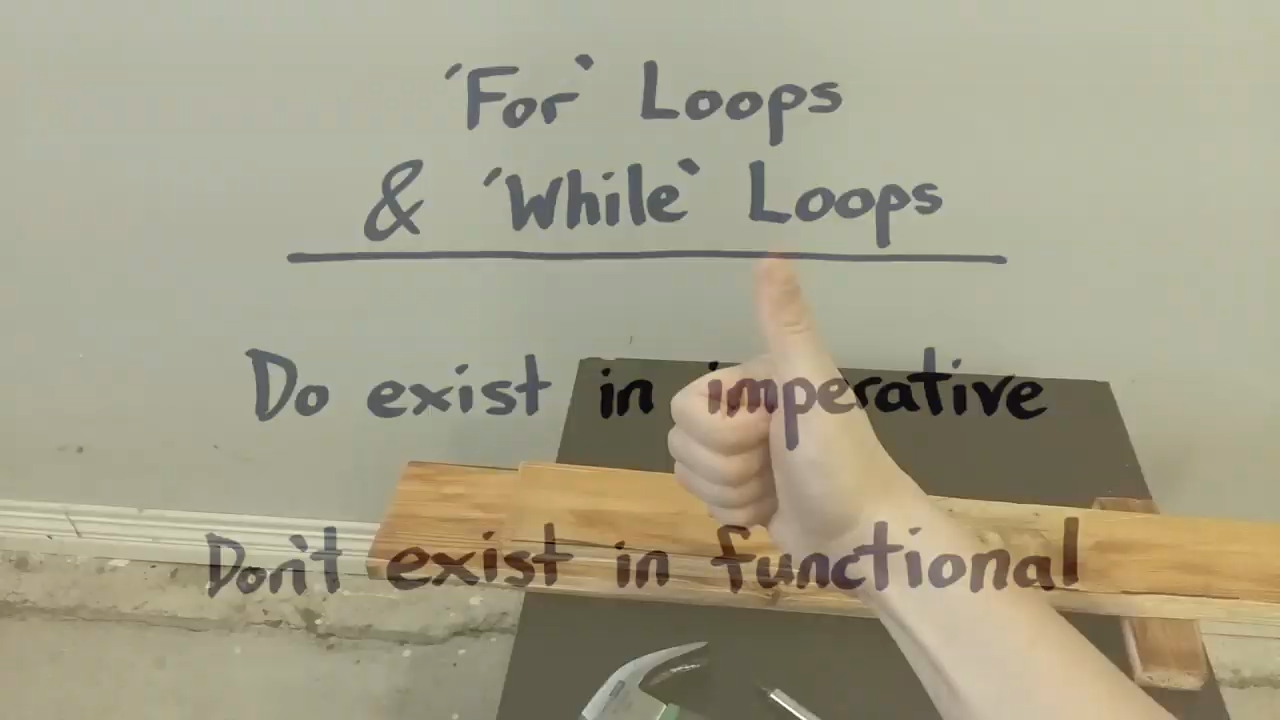 'For` Loops
& 'While` Loops
Do exist in imperative
Don't exist in functional